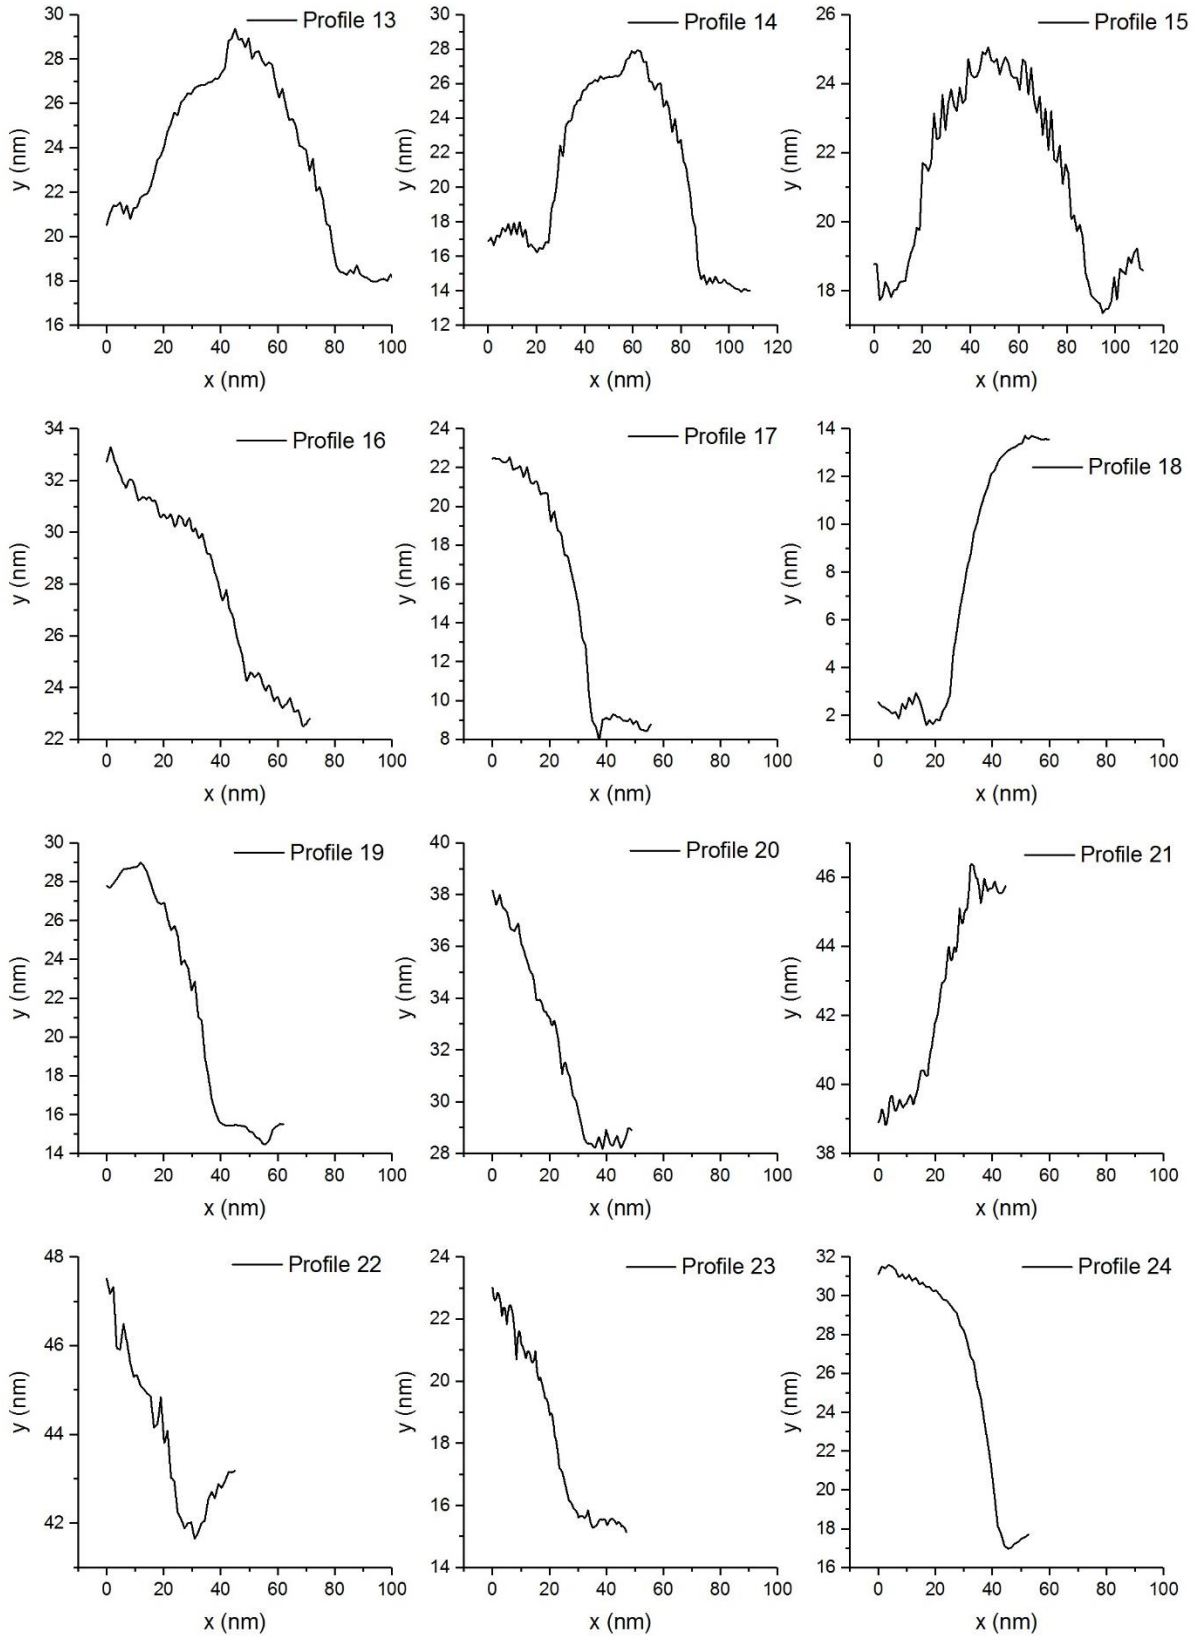 30
28
26
24
22
20
18
16
y (nm)
0 20 40 60 80 100
x (nm)
Profile 13
30
28
26
24
22
20
18
16
14
12
y (nm)
0 20 40 60 80 100 120
x (nm)
Profile 14
26
24
22
20
18
y (nm)
0 20 40 60 80 100 120
x (nm)
Profile 15
34
32
30
28
26
24
22
y (nm)
0 20 40 60 80 100
x (nm)
Profile 16
24
22
20
18
16
14
12
10
8
y (nm)
0 20 40 60 80 100
x (nm)
Profile 17
14
12
10
8
6
4
2
y (nm)
0 20 40 60 80 100
x (nm)
Profile 18
30
28
26
24
22
20
18
16
14
y (nm)
0 20 40 60 80 100
x (nm)
Profile 19
40
38
36
34
32
30
28
y (nm)
0 20 40 60 80 100
x (nm)
Profile 20
46
44
42
40
38
y (nm)
0 20 40 60 80 100
x (nm)
Profile 21
48
46
44
42
y (nm)
0 20 40 60 80 100
x (nm)
Profile 22
24
22
20
18
16
14
y (nm)
0 20 40 60 80 100
x (nm)
Profile 23
32
30
28
26
24
22
20
18
16
y (nm)
0 20 40 60 80 100
x (nm)
Profile 24